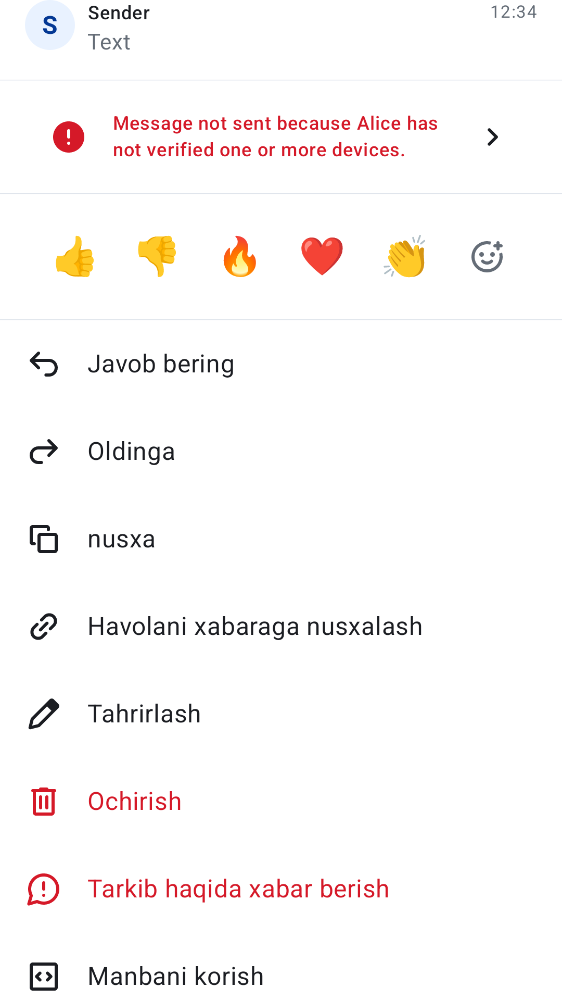 S
Sender
12:34
Text
Message not sent because Alice has
not verified one or more devices.
Javob bering
Oldinga
nusxa
Havolani xabaraga nusxalash
Tahrirlash
Ochirish
Tarkib haqida xabar berish
Manbani korish